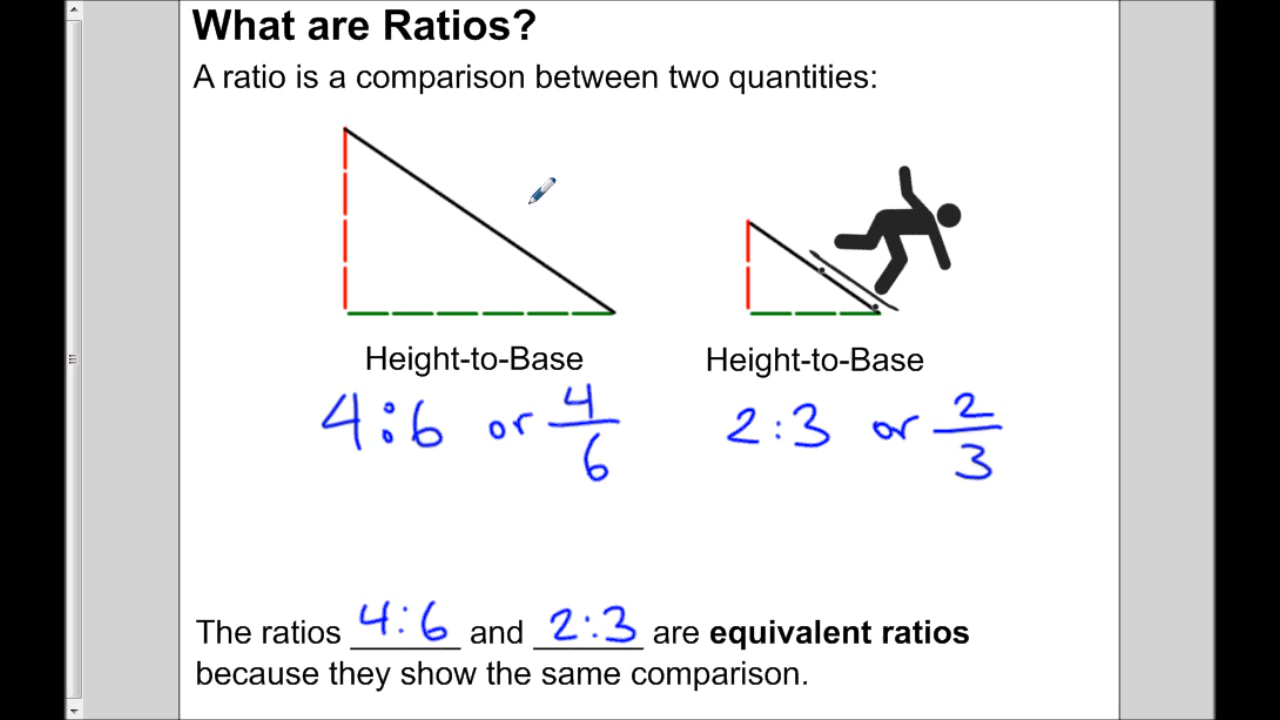 What are Ratios?
A ratio is a comparison between two quantities:
Height-to-Base Height-to-Base
4:6 or 4/6 2:3 or 2/3
The ratios 4:6 and 2:3 are equivalent ratios
because they show the same comparison.